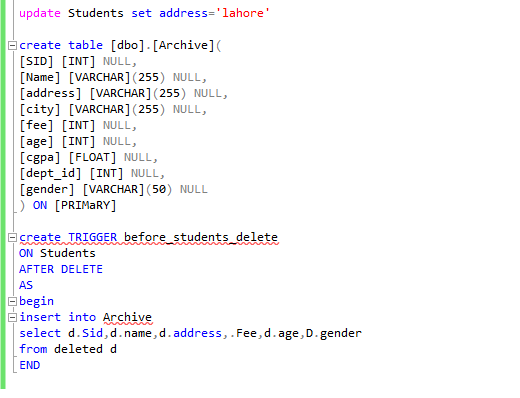 update Students set address='lahore'
create table [dbo].[Archive](
[SID] [INT] NULL,
[Name] [VARCHAR](255) NULL,
[address] [VARCHAR](255) NULL,
[city] [VARCHAR](255) NULL,
[fee] [INT] NULL,
[age] [INT] NULL,
[cgpa] [FLOAT] NULL,
[dept_id] [INT] NULL,
[gender] [VARCHAR](50) NULL
) ON [PRIMaRY]
create TRIGGER before_students_delete
ON Students
AFTER DELETE
AS
begin
insert into Archive
select d.Sid,d.name,d.address,.Fee,d.age,D.gender
from deleted d
END